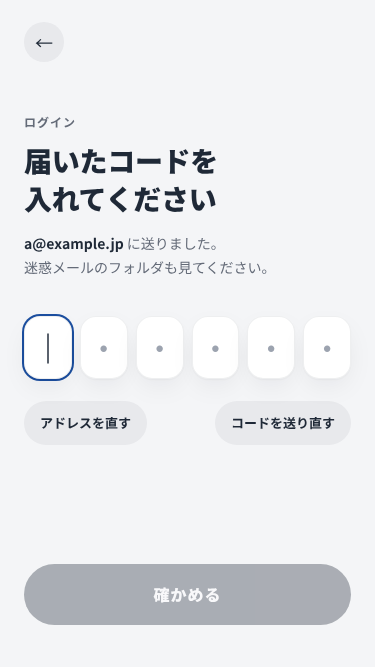 ←
ログイン
届いたコードを
入れてください
a@example.jp に送りました。
迷惑メールのフォルダも見てください。
アドレスを直す
コードを送り直す
確かめる